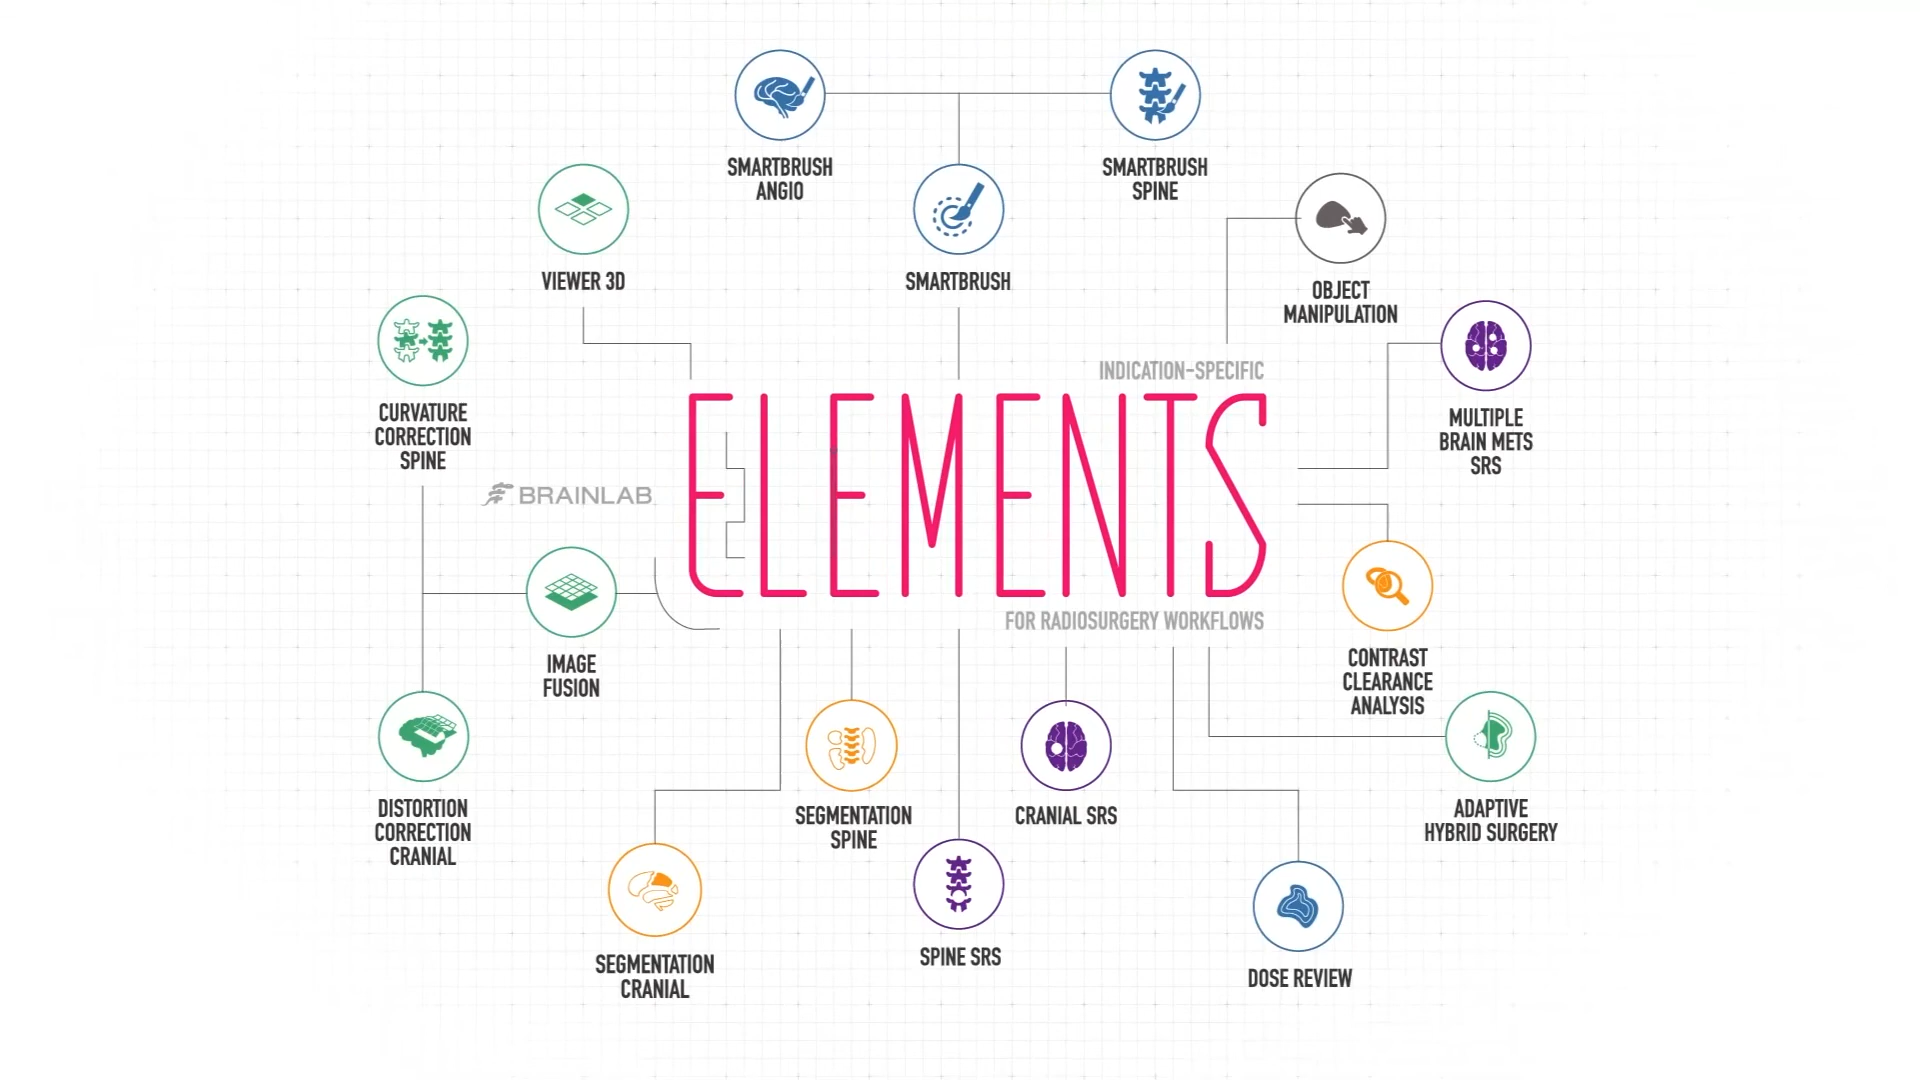 SMARTBRUSH
ANGIO
SMARTBRUSH
SPINE
VIEWER 3D
SMARTBRUSH
OBJECT
MANIPULATION
CURVATURE
CORRECTION
SPINE
INDICATION-SPECIFIC
MULTIPLE
BRAIN METS
SRS
BRAINLAB
ELEMENTS
FOR RADIOSURGERY WORKFLOWS
IMAGE
FUSION
CONTRAST
CLEARANCE
ANALYSIS
DISTORTION
CORRECTION
CRANIAL
SEGMENTATION
SPINE
CRANIAL SRS
ADAPTIVE
HYBRID SURGERY
SEGMENTATION
CRANIAL
SPINE SRS
DOSE REVIEW